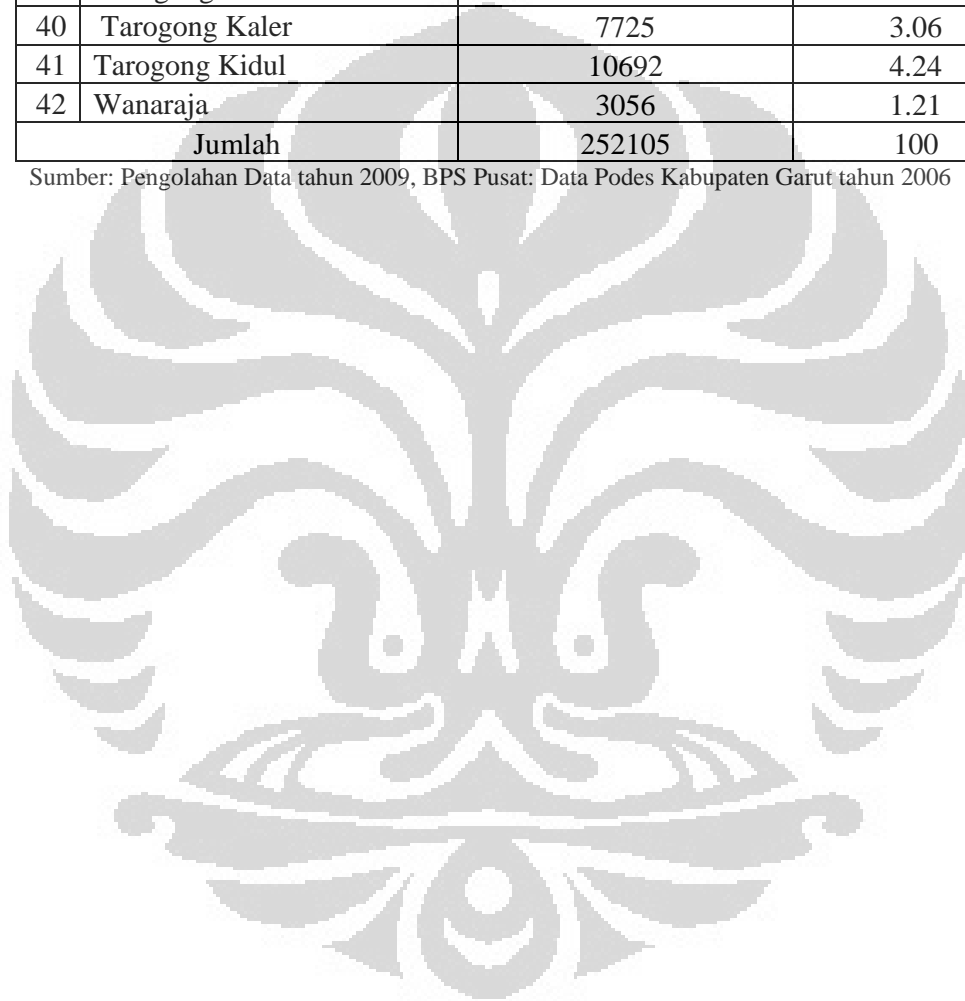 40 Tarogong Kaler 7725 3.06
41 Tarogong Kidul 10692 4.24
42 Wanaraja 3056 1.21
Jumlah 252105 100
Sumber: Pengolahan Data tahun 2009, BPS Pusat: Data Podes Kabupaten Garut tahun 2006